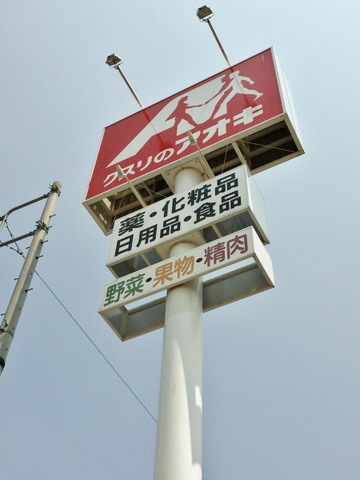 クスリのアオキ
薬・化粧品
日用品・食品
野菜・果物・精肉